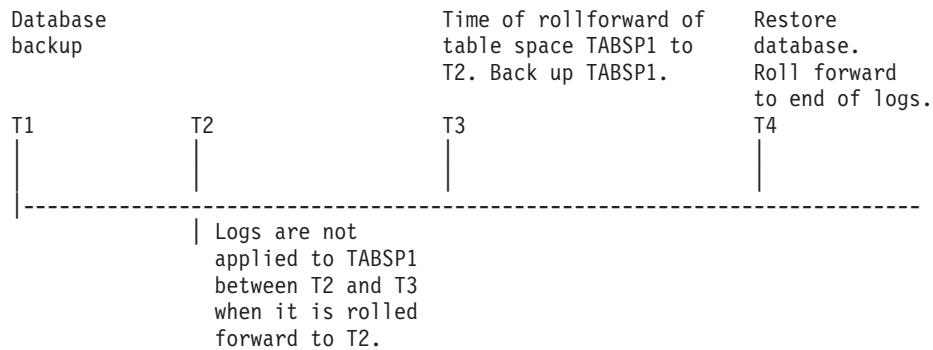 Database
backup
Time of rollforward of
table space TABSP1 to
T2. Back up TABSP1.
Restore
database.
Roll forward
to end of logs.
T1
T2
T3
T4
Logs are not
applied to TABSP1
between T2 and T3
when it is rolled
forward to T2.